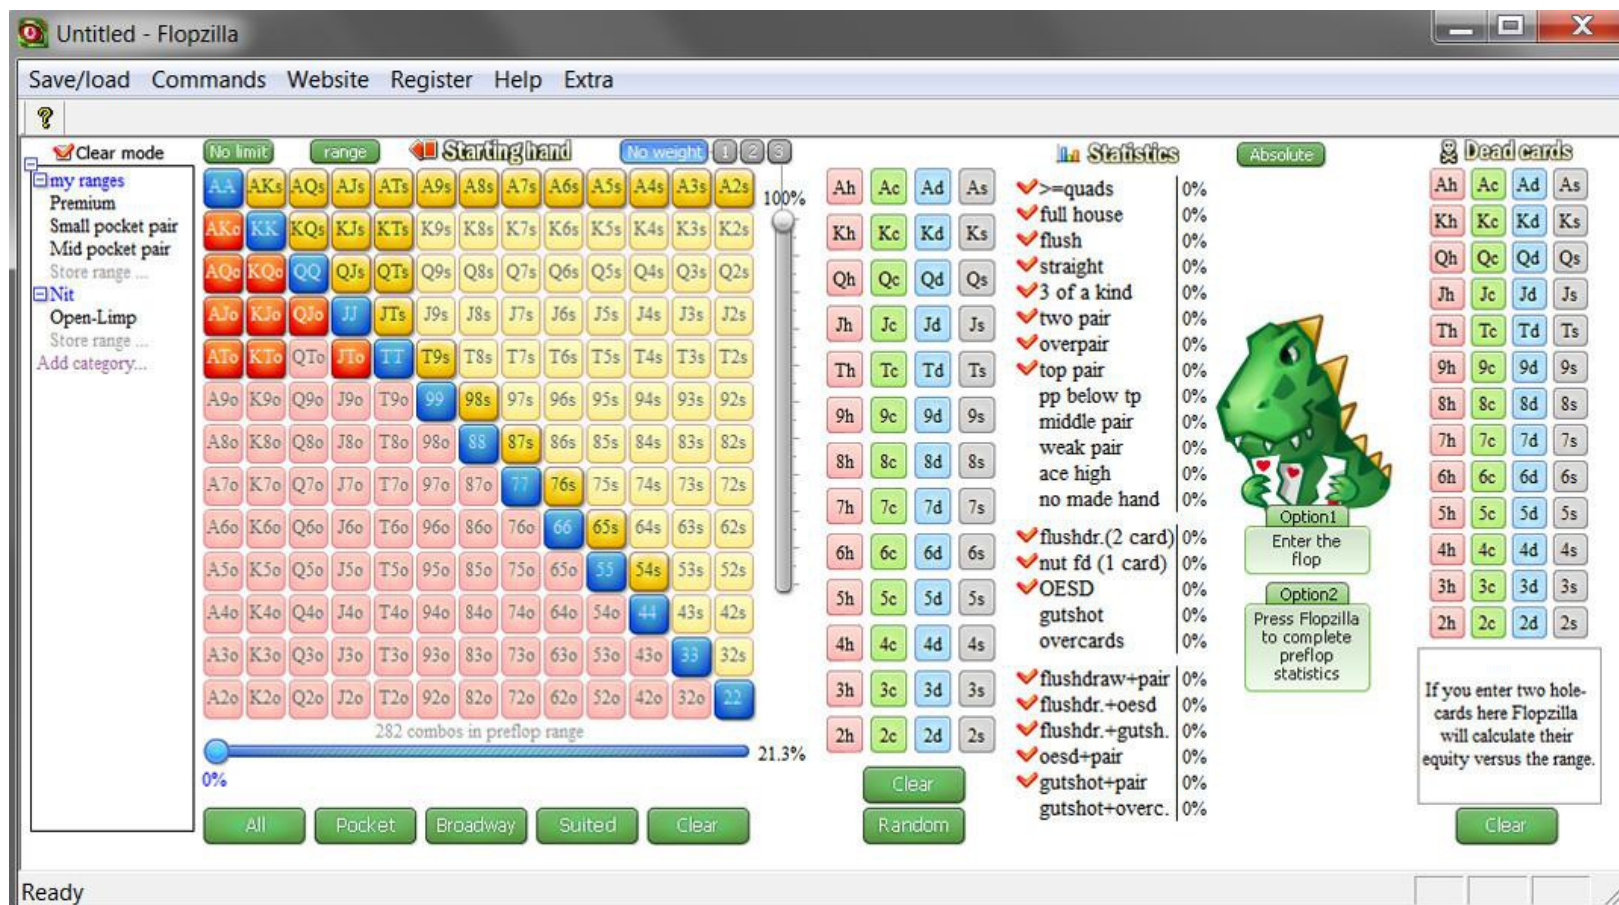 Untitled - Flopzilla
Save/load Commands Website Register Help Extra
?
Clear mode
my ranges
Premium
Small pocket pair
Mid pocket pair
Store range ...
Nit
Open-Limp
Store range ...
Add category...
No limit range Starting hand No weight 1 2 3
AA AKs AQs AJs ATs A9s A8s A7s A6s A5s A4s A3s A2s
AKo KK KQs KJs KTs K9s K8s K7s K6s K5s K4s K3s K2s
AQo KQo QQ QJs QTs Q9s Q8s Q7s Q6s Q5s Q4s Q3s Q2s
AJo KJo QJo JJ JTs J9s J8s J7s J6s J5s J4s J3s J2s
ATo KTo QTo JTo TT T9s T8s T7s T6s T5s T4s T3s T2s
A9o K9o Q9o J9o T9o 99 98s 97s 96s 95s 94s 93s 92s
A8o K8o Q8o J8o T8o 98o 88 87s 86s 85s 84s 83s 82s
A7o K7o Q7o J7o T7o 97o 87o 77 76s 75s 74s 73s 72s
A6o K6o Q6o J6o T6o 96o 86o 76o 66 65s 64s 63s 62s
A5o K5o Q5o J5o T5o 95o 85o 75o 65o 55 54s 53s 52s
A4o K4o Q4o J4o T4o 94o 84o 74o 64o 54o 44 43s 42s
A3o K3o Q3o J3o T3o 93o 83o 73o 63o 53o 43o 33 32s
A2o K2o Q2o J2o T2o 92o 82o 72o 62o 52o 42o 32o 22
100%
282 combos in preflop range
21.3%
0%
All Pocket Broadway Suited Clear
Ah Ac Ad As
Kh Kc Kd Ks
Qh Qc Qd Qs
Jh Jc Jd Js
Th Tc Td Ts
9h 9c 9d 9s
8h 8c 8d 8s
7h 7c 7d 7s
6h 6c 6d 6s
5h 5c 5d 5s
4h 4c 4d 4s
3h 3c 3d 3s
2h 2c 2d 2s
Clear
Random
Statistics
Absolute
>=quads 0%
full house 0%
flush 0%
straight 0%
3 of a kind 0%
two pair 0%
overpair 0%
top pair 0%
pp below tp 0%
middle pair 0%
weak pair 0%
ace high 0%
no made hand 0%
flushdr.(2 card) 0%
nut fd (1 card) 0%
OESD 0%
gutshot 0%
overcards 0%
flushdraw+pair 0%
flushdr.+oesd 0%
flushdr.+gutsh. 0%
oesd+pair 0%
gutshot+pair 0%
gutshot+overc. 0%
Option1
Enter the
flop
Option2
Press Flopzilla
to complete
preflop
statistics
Dead cards
Ah Ac Ad As
Kh Kc Kd Ks
Qh Qc Qd Qs
Jh Jc Jd Js
Th Tc Td Ts
9h 9c 9d 9s
8h 8c 8d 8s
7h 7c 7d 7s
6h 6c 6d 6s
5h 5c 5d 5s
4h 4c 4d 4s
3h 3c 3d 3s
2h 2c 2d 2s
If you enter two hole-
cards here Flopzilla
will calculate their
equity versus the range.
Clear
Ready